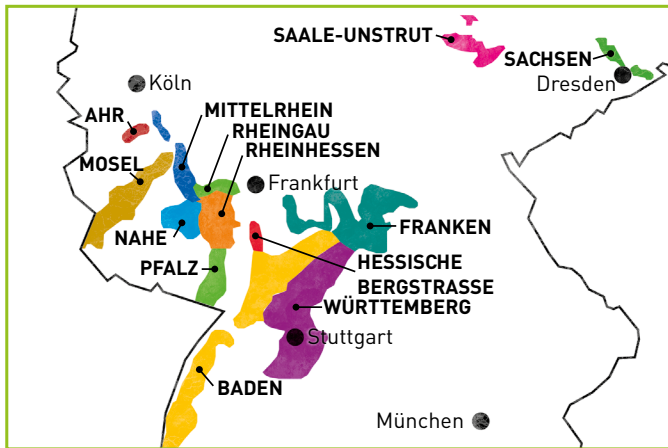 SAALE-UNSTRUT
SACHSEN
Dresden
Köln
AHR
MITTELRHEIN
RHEINGAU
RHEINHESSEN
MOSEL
Frankfurt
NAHE
FRANKEN
PFALZ
HESSISCHE
BERGSTRASSE
WÜRTTEMBERG
Stuttgart
BADEN
München